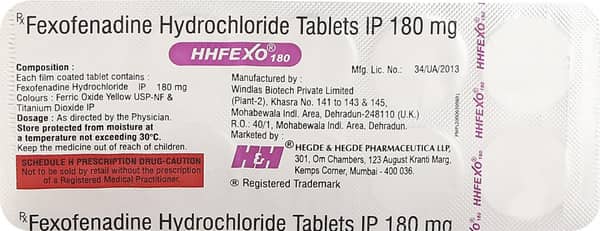 Rx Fexofenadine Hydrochloride Tablets IP 180 mg
HHFEXO® 180
Mfg. Lic. No.: 34/UA/2013
Composition :
Each film coated tablet contains :
Fexofenadine Hydrochloride IP 180 mg
Colours : Ferric Oxide Yellow USP-NF &
Titanium Dioxide IP
Dosage : As directed by the Physician.
Store protected from moisture at
a temperature not exceeding 30°C.
Keep the medicine out of reach of children.
SCHEDULE H PRESCRIPTION DRUG-CAUTION
Not to be sold by retail without the prescription
of a Registered Medical Practitioner.
Manufactured by :
Windlas Biotech Private Limited
(Plant-2), Khasra No. 141 to 143 & 145,
Mohabewala Indl. Area, Dehradun-248110 (U.K.)
R.O.: 40/1, Mohabewala Indl. Area, Dehradun.
Marketed by :
H&H® HEGDE & HEGDE PHARMACEUTICA LLP,
301, Om Chambers, 123 August Kranti Marg,
Kemps Corner, Mumbai - 400 036.
® Registered Trademark
HHFEXO® 180
HHFEXO 180
Rx Fexofenadine Hydrochloride Tablets IP 180 mg